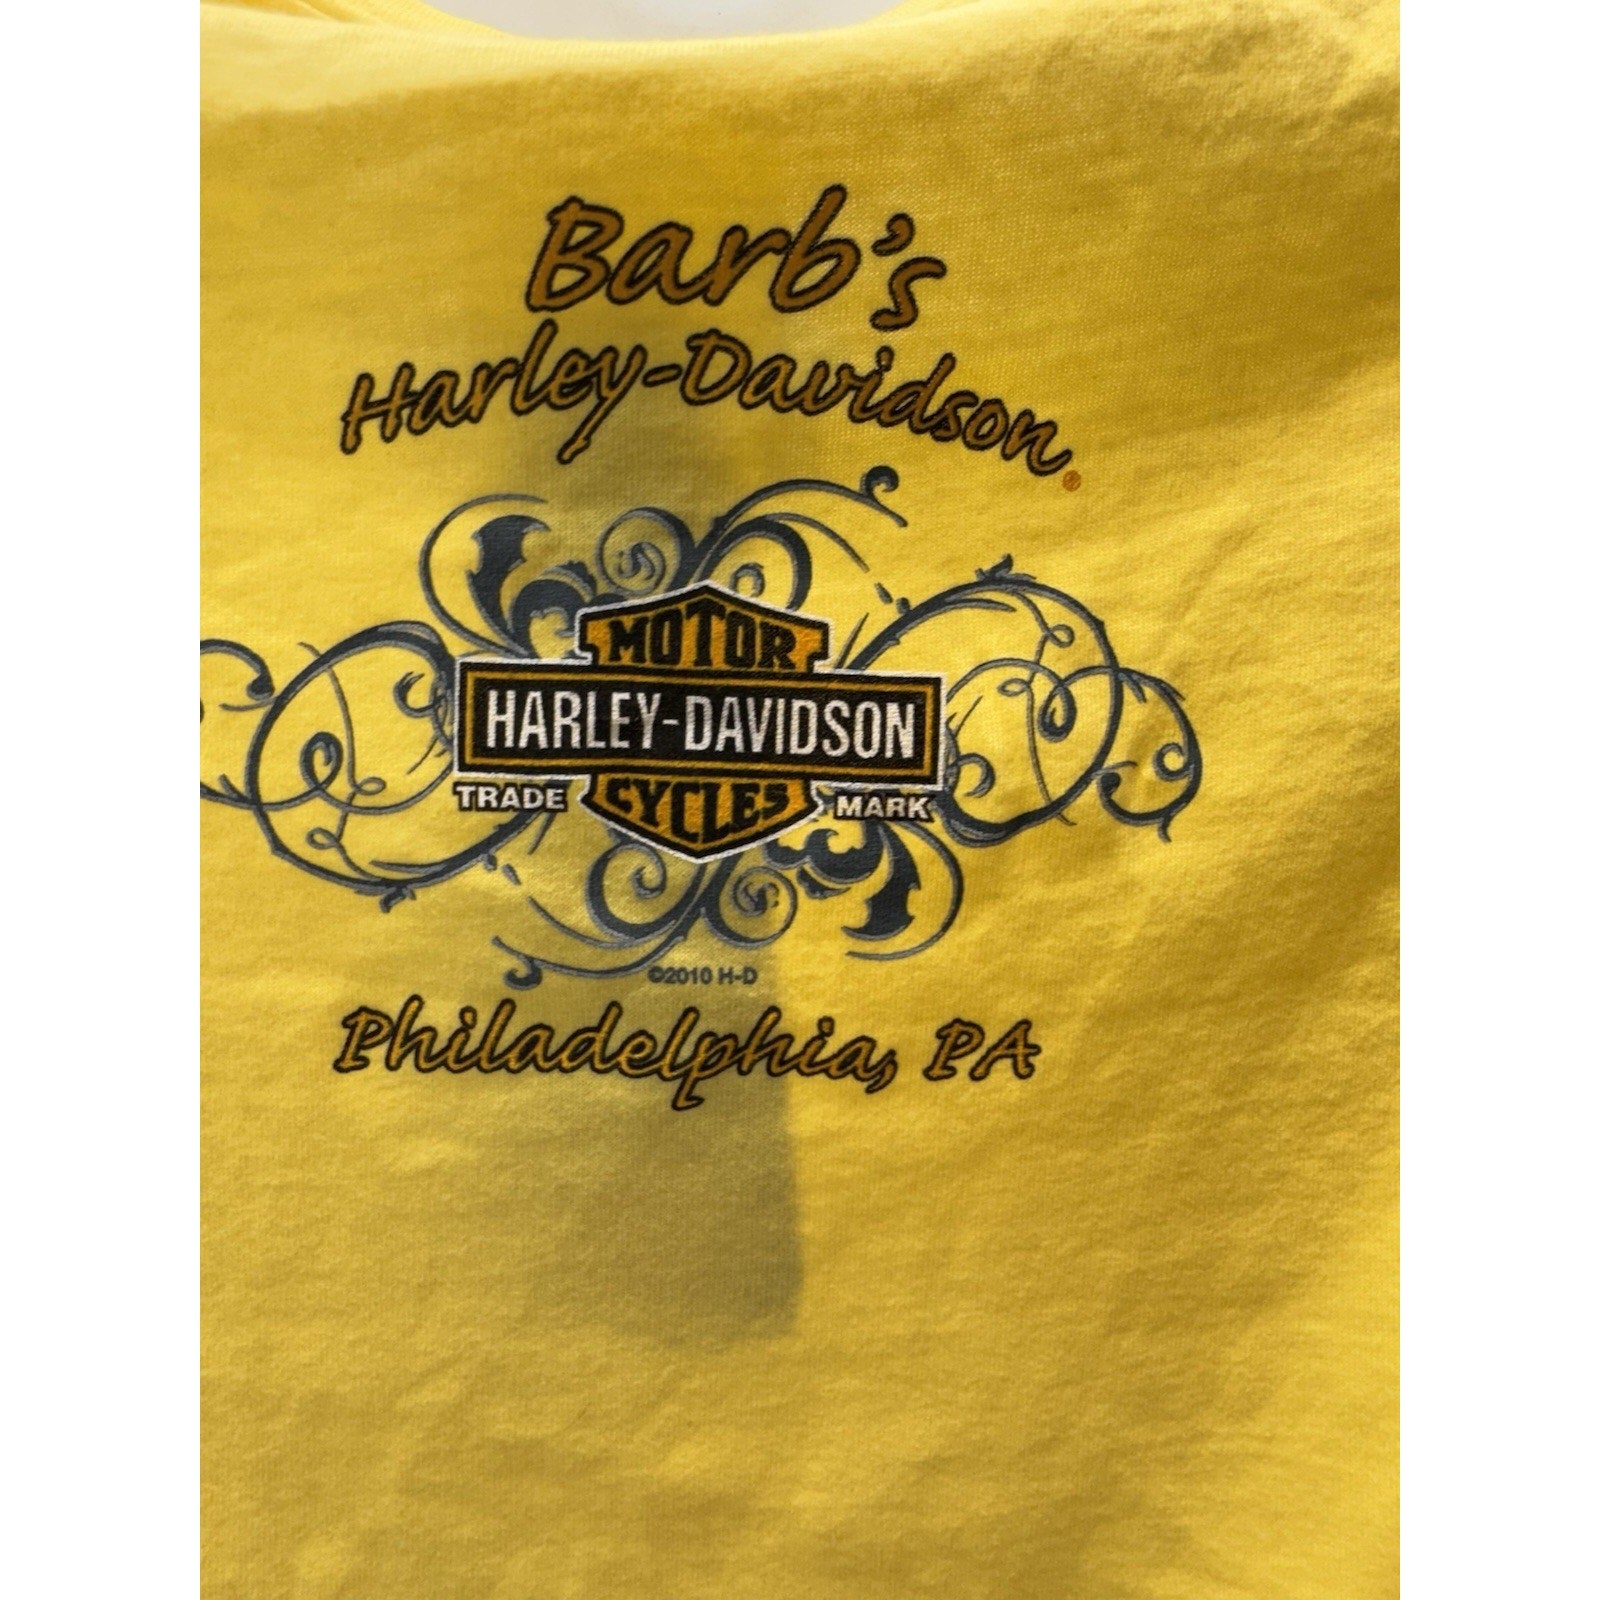 Barb's
Harley-Davidson®
MOTOR
HARLEY-DAVIDSON
TRADE CYCLES MARK
©2010 H-D
Philadelphia, PA